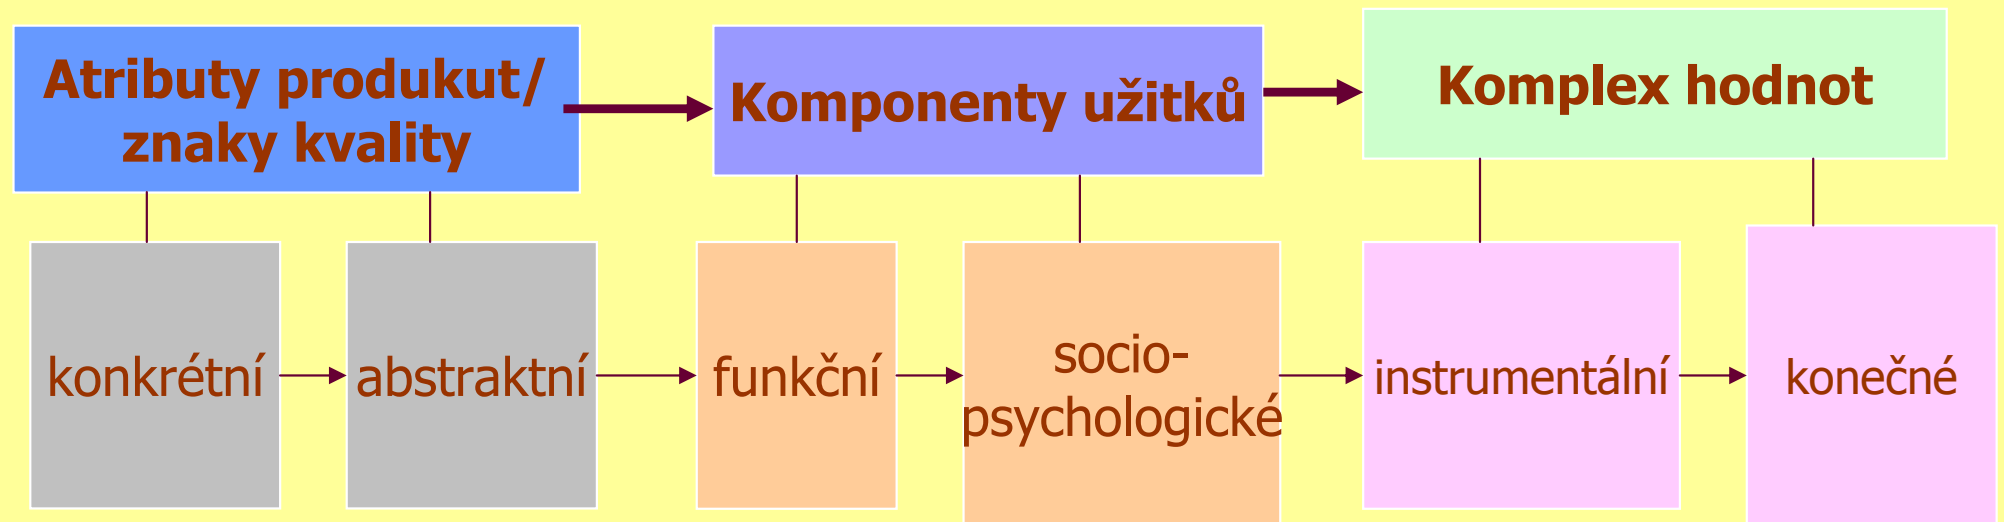 Atributy produkut/
znaky kvality
Komponenty užitků
Komplex hodnot
konkrétní
abstraktní
funkční
socio-
psychologické
instrumentální
konečné